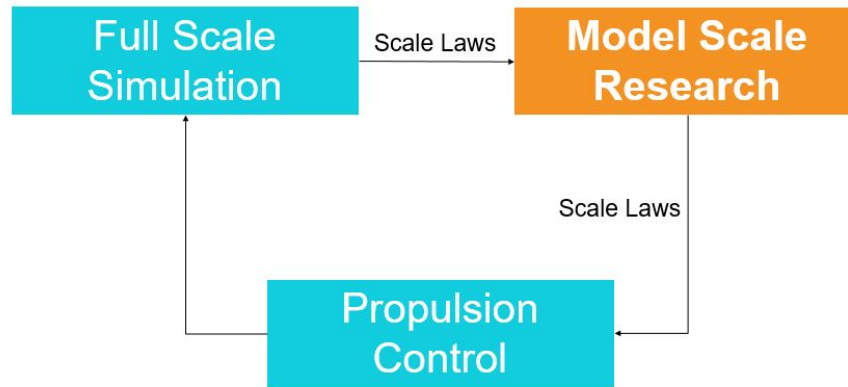 Full Scale
Simulation
Scale Laws
Model Scale
Research
Scale Laws
Propulsion
Control